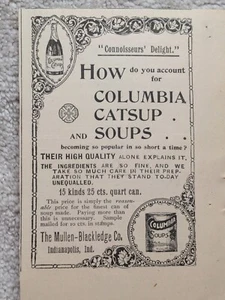 "Connoisseurs' Delight."
HOW do you account
for
COLUMBIA
CATSUP . .
AND SOUPS . . .
becoming so popular in so short a time?
THEIR HIGH QUALITY ALONE EXPLAINS IT.
THE INGREDIENTS ARE SO FINE, AND WE
TAKE SO MUCH CARE IN THEIR PREP-
ARATION THAT THEY STAND TO-DAY
UNEQUALLED.
15 kinds 25 cts. quart can.
This price is simply the reason-
able price for the finest can of
soup made. Paying more than
this is unnecessary. Sample
mailed for 10 cts. in stamps.
The Mullen-Blackledge Co.
Indianapolis, Ind.
COLUMBIA
SOUPS